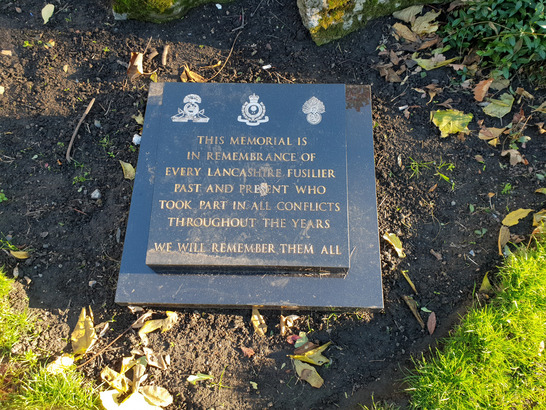 THIS MEMORIAL IS
IN REMEMBRANCE OF
EVERY LANCASHIRE FUSILIER
PAST AND PRESENT WHO
TOOK PART IN ALL CONFLICTS
THROUGHOUT THE YEARS
WE WILL REMEMBER THEM ALL